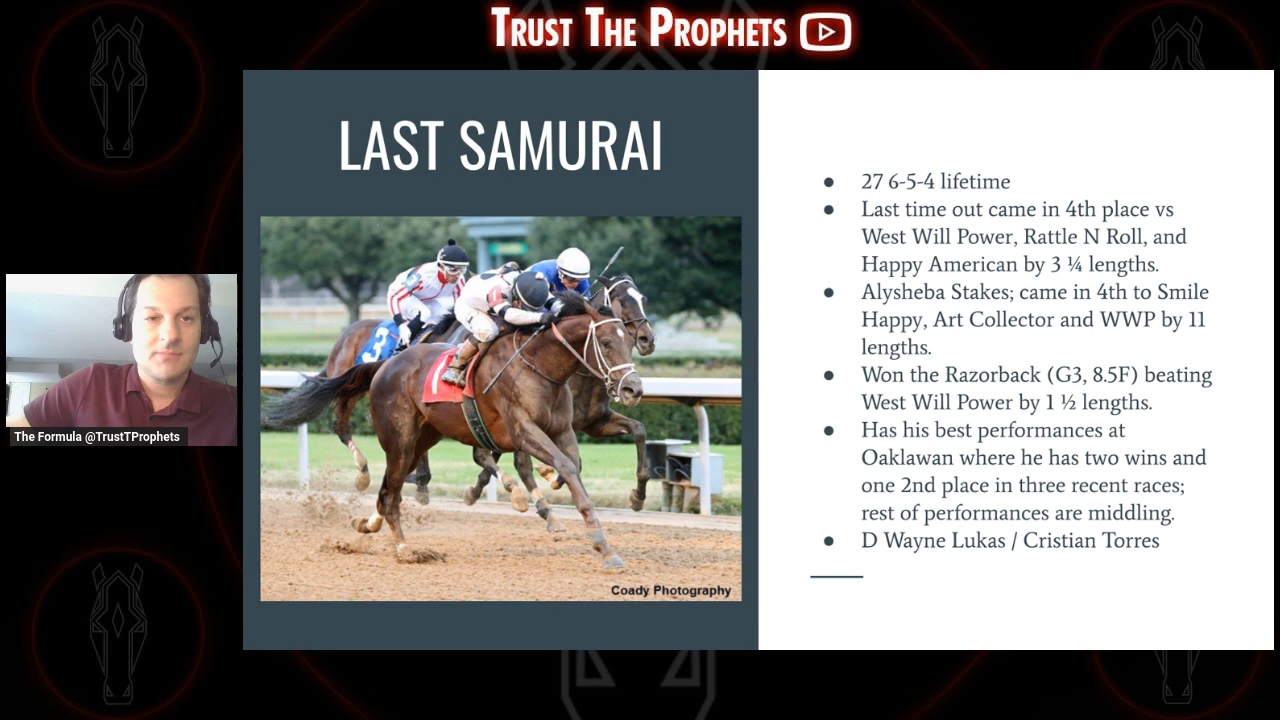 TRUST THE PROPHETS
LAST SAMURAI
3
1
Coady Photography
The Formula @TrustTProphets
● 27 6-5-4 lifetime
● Last time out came in 4th place vs
West Will Power, Rattle N Roll, and
Happy American by 3 ¼ lengths.
● Alysheba Stakes; came in 4th to Smile
Happy, Art Collector and WWP by 11
lengths.
● Won the Razorback (G3, 8.5F) beating
West Will Power by 1 ½ lengths.
● Has his best performances at
Oaklawan where he has two wins and
one 2nd place in three recent races;
rest of performances are middling.
● D Wayne Lukas / Cristian Torres